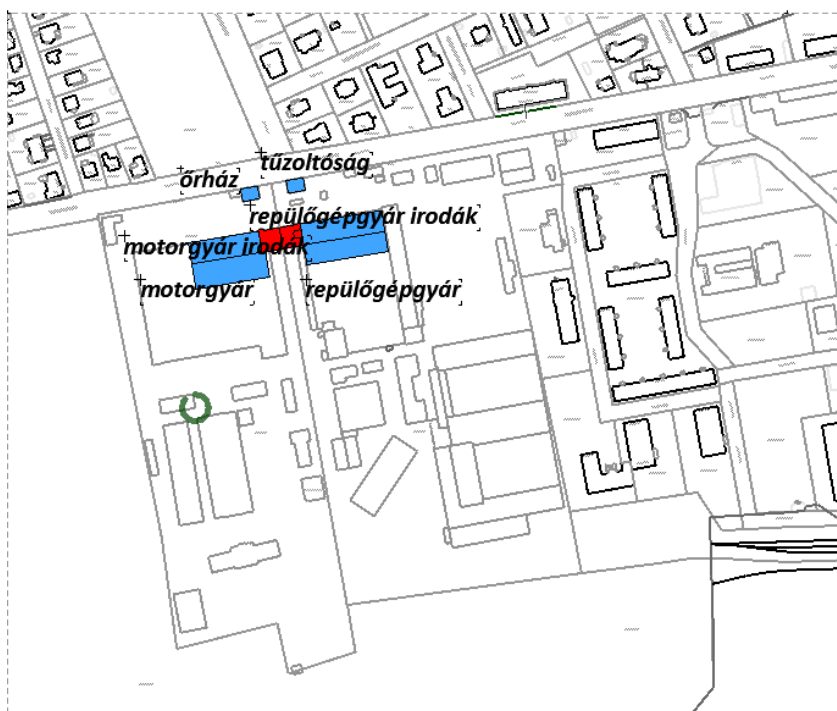 tűzoltóság
őrház
repülőgépgyár irodák
motorgyár irodák
motorgyár
repülőgépgyár